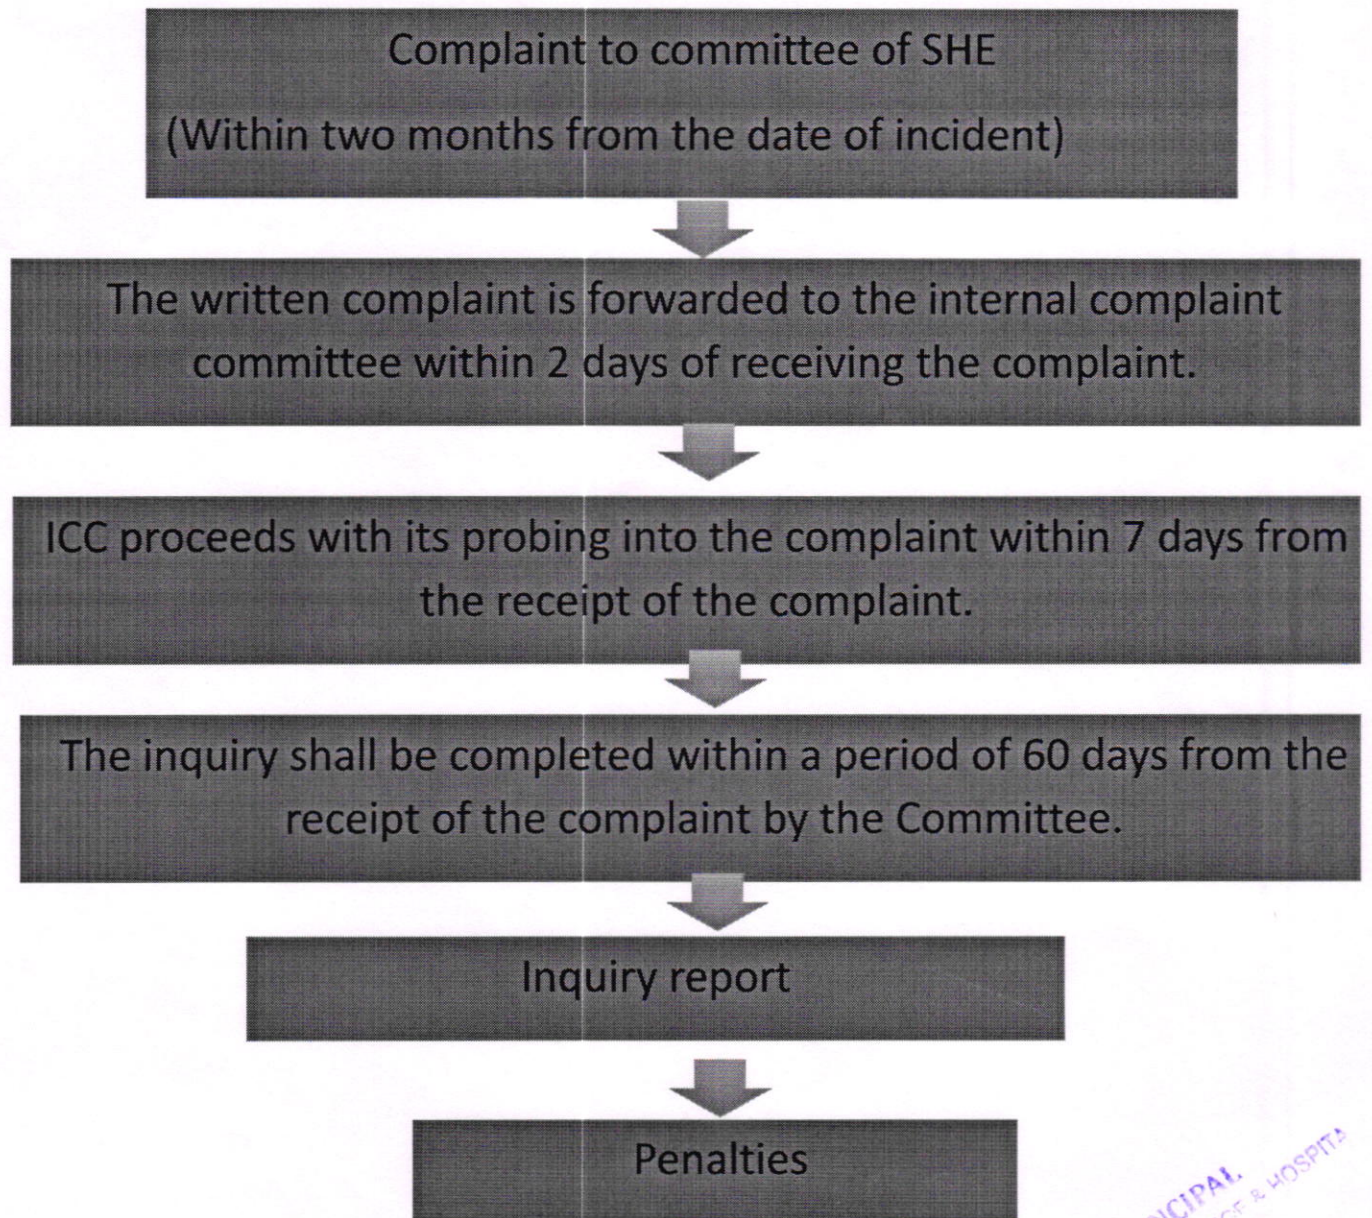 Complaint to committee of SHE
(Within two months from the date of incident)
The written complaint is forwarded to the internal complaint
committee within 2 days of receiving the complaint.
ICC proceeds with its probing into the complaint within 7 days from
the receipt of the complaint.
The inquiry shall be completed within a period of 60 days from the
receipt of the complaint by the Committee.
Inquiry report
Penalties
& HOSPITA